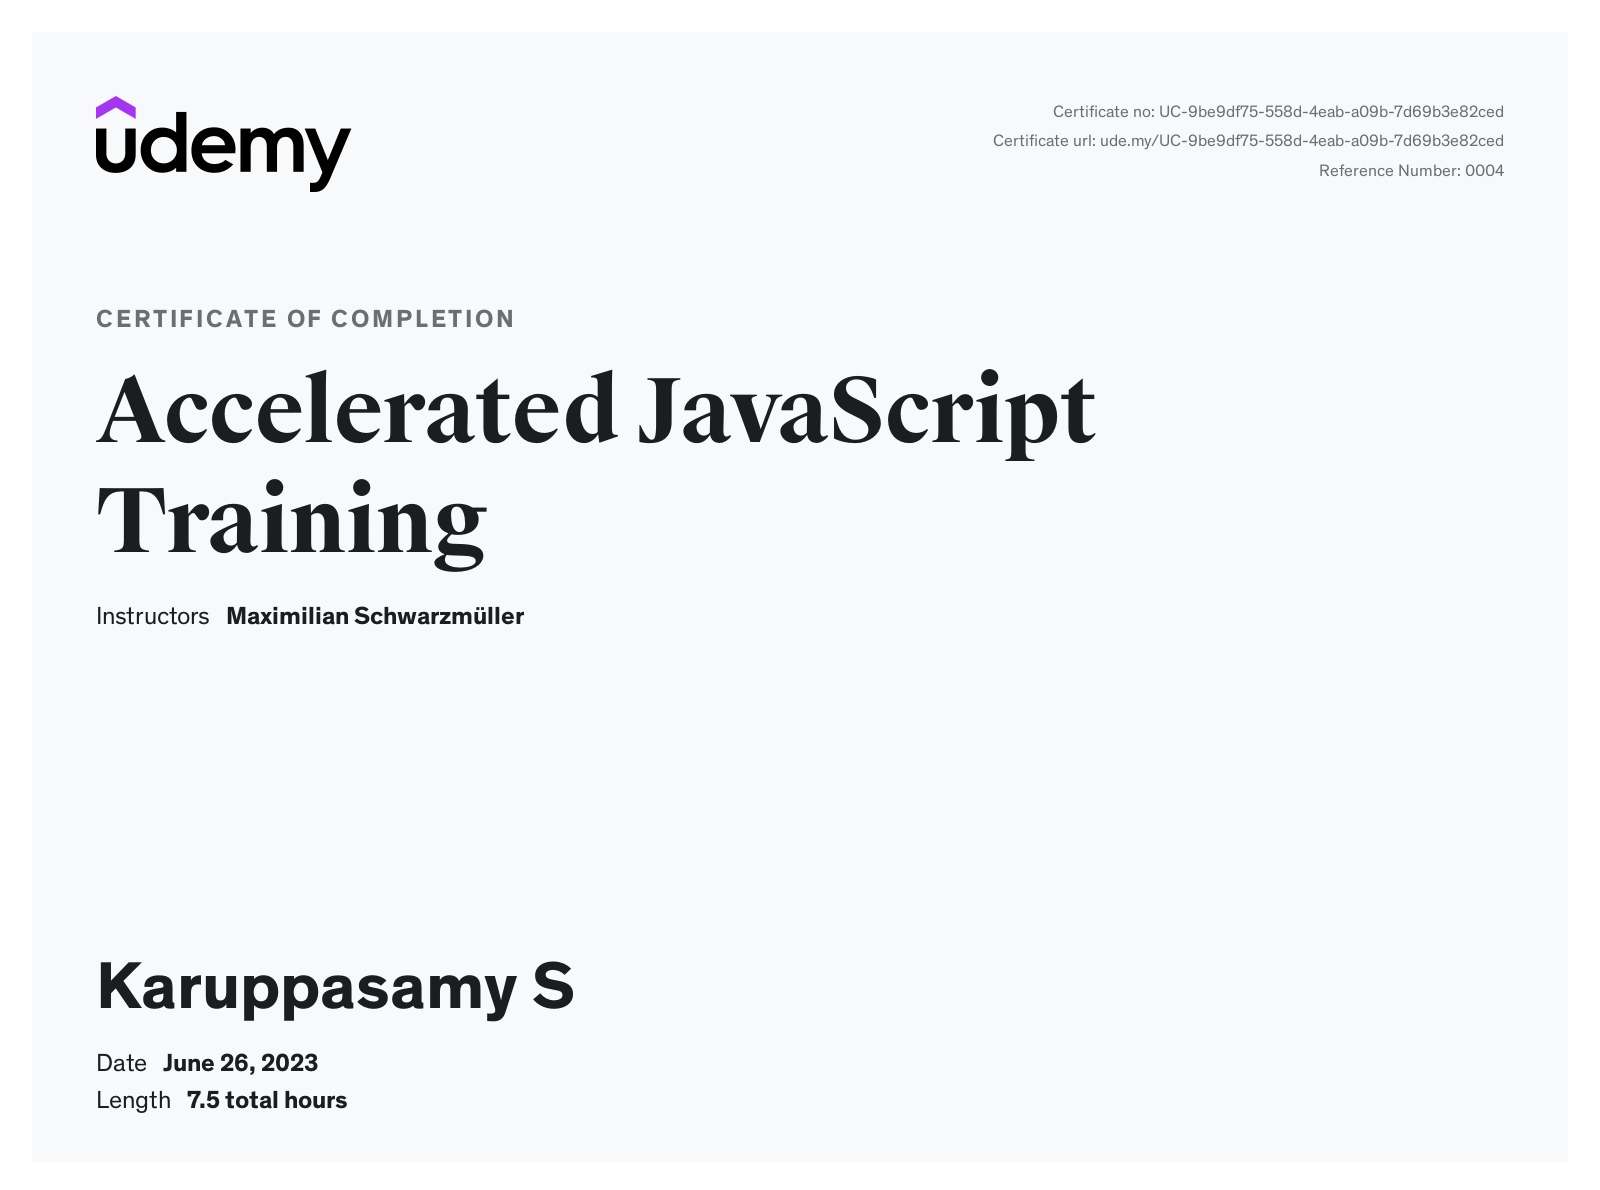 udemy
Certificate no: UC-9be9df75-558d-4eab-a09b-7d69b3e82ced
Certificate url: ude.my/UC-9be9df75-558d-4eab-a09b-7d69b3e82ced
Reference Number: 0004
CERTIFICATE OF COMPLETION
Accelerated JavaScript
Training
Instructors Maximilian Schwarzmüller
Karuppasamy S
Date June 26, 2023
Length 7.5 total hours